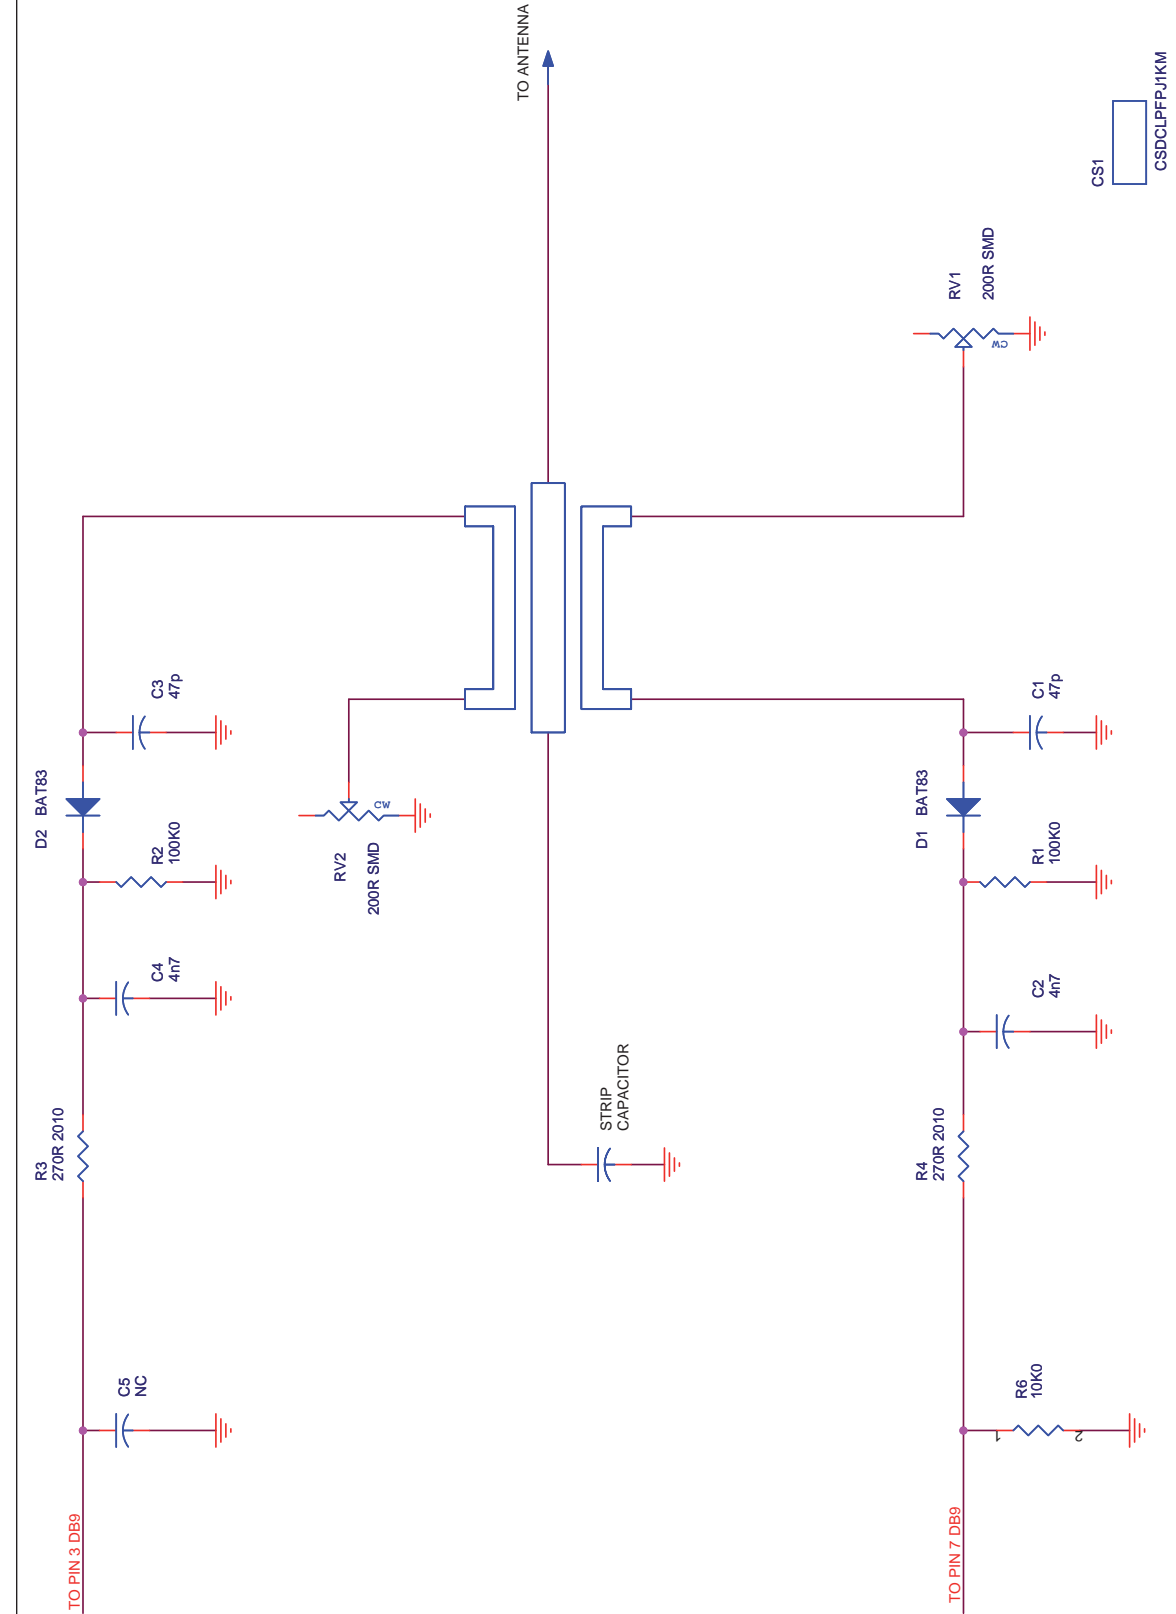 TO ANTENNA
CS1
CSDCLPFPJ1KM
RV1
200R SMD
CW
C3
47p
C1
47p
D2 BAT83
R2
100K0
CW
RV2
200R SMD
D1 BAT83
R1
100K0
C4
4n7
C2
4n7
STRIP
CAPACITOR
R3
270R 2010
R4
270R 2010
C5
NC
R6
10K0
1
2
TO PIN 3 DB9
TO PIN 7 DB9